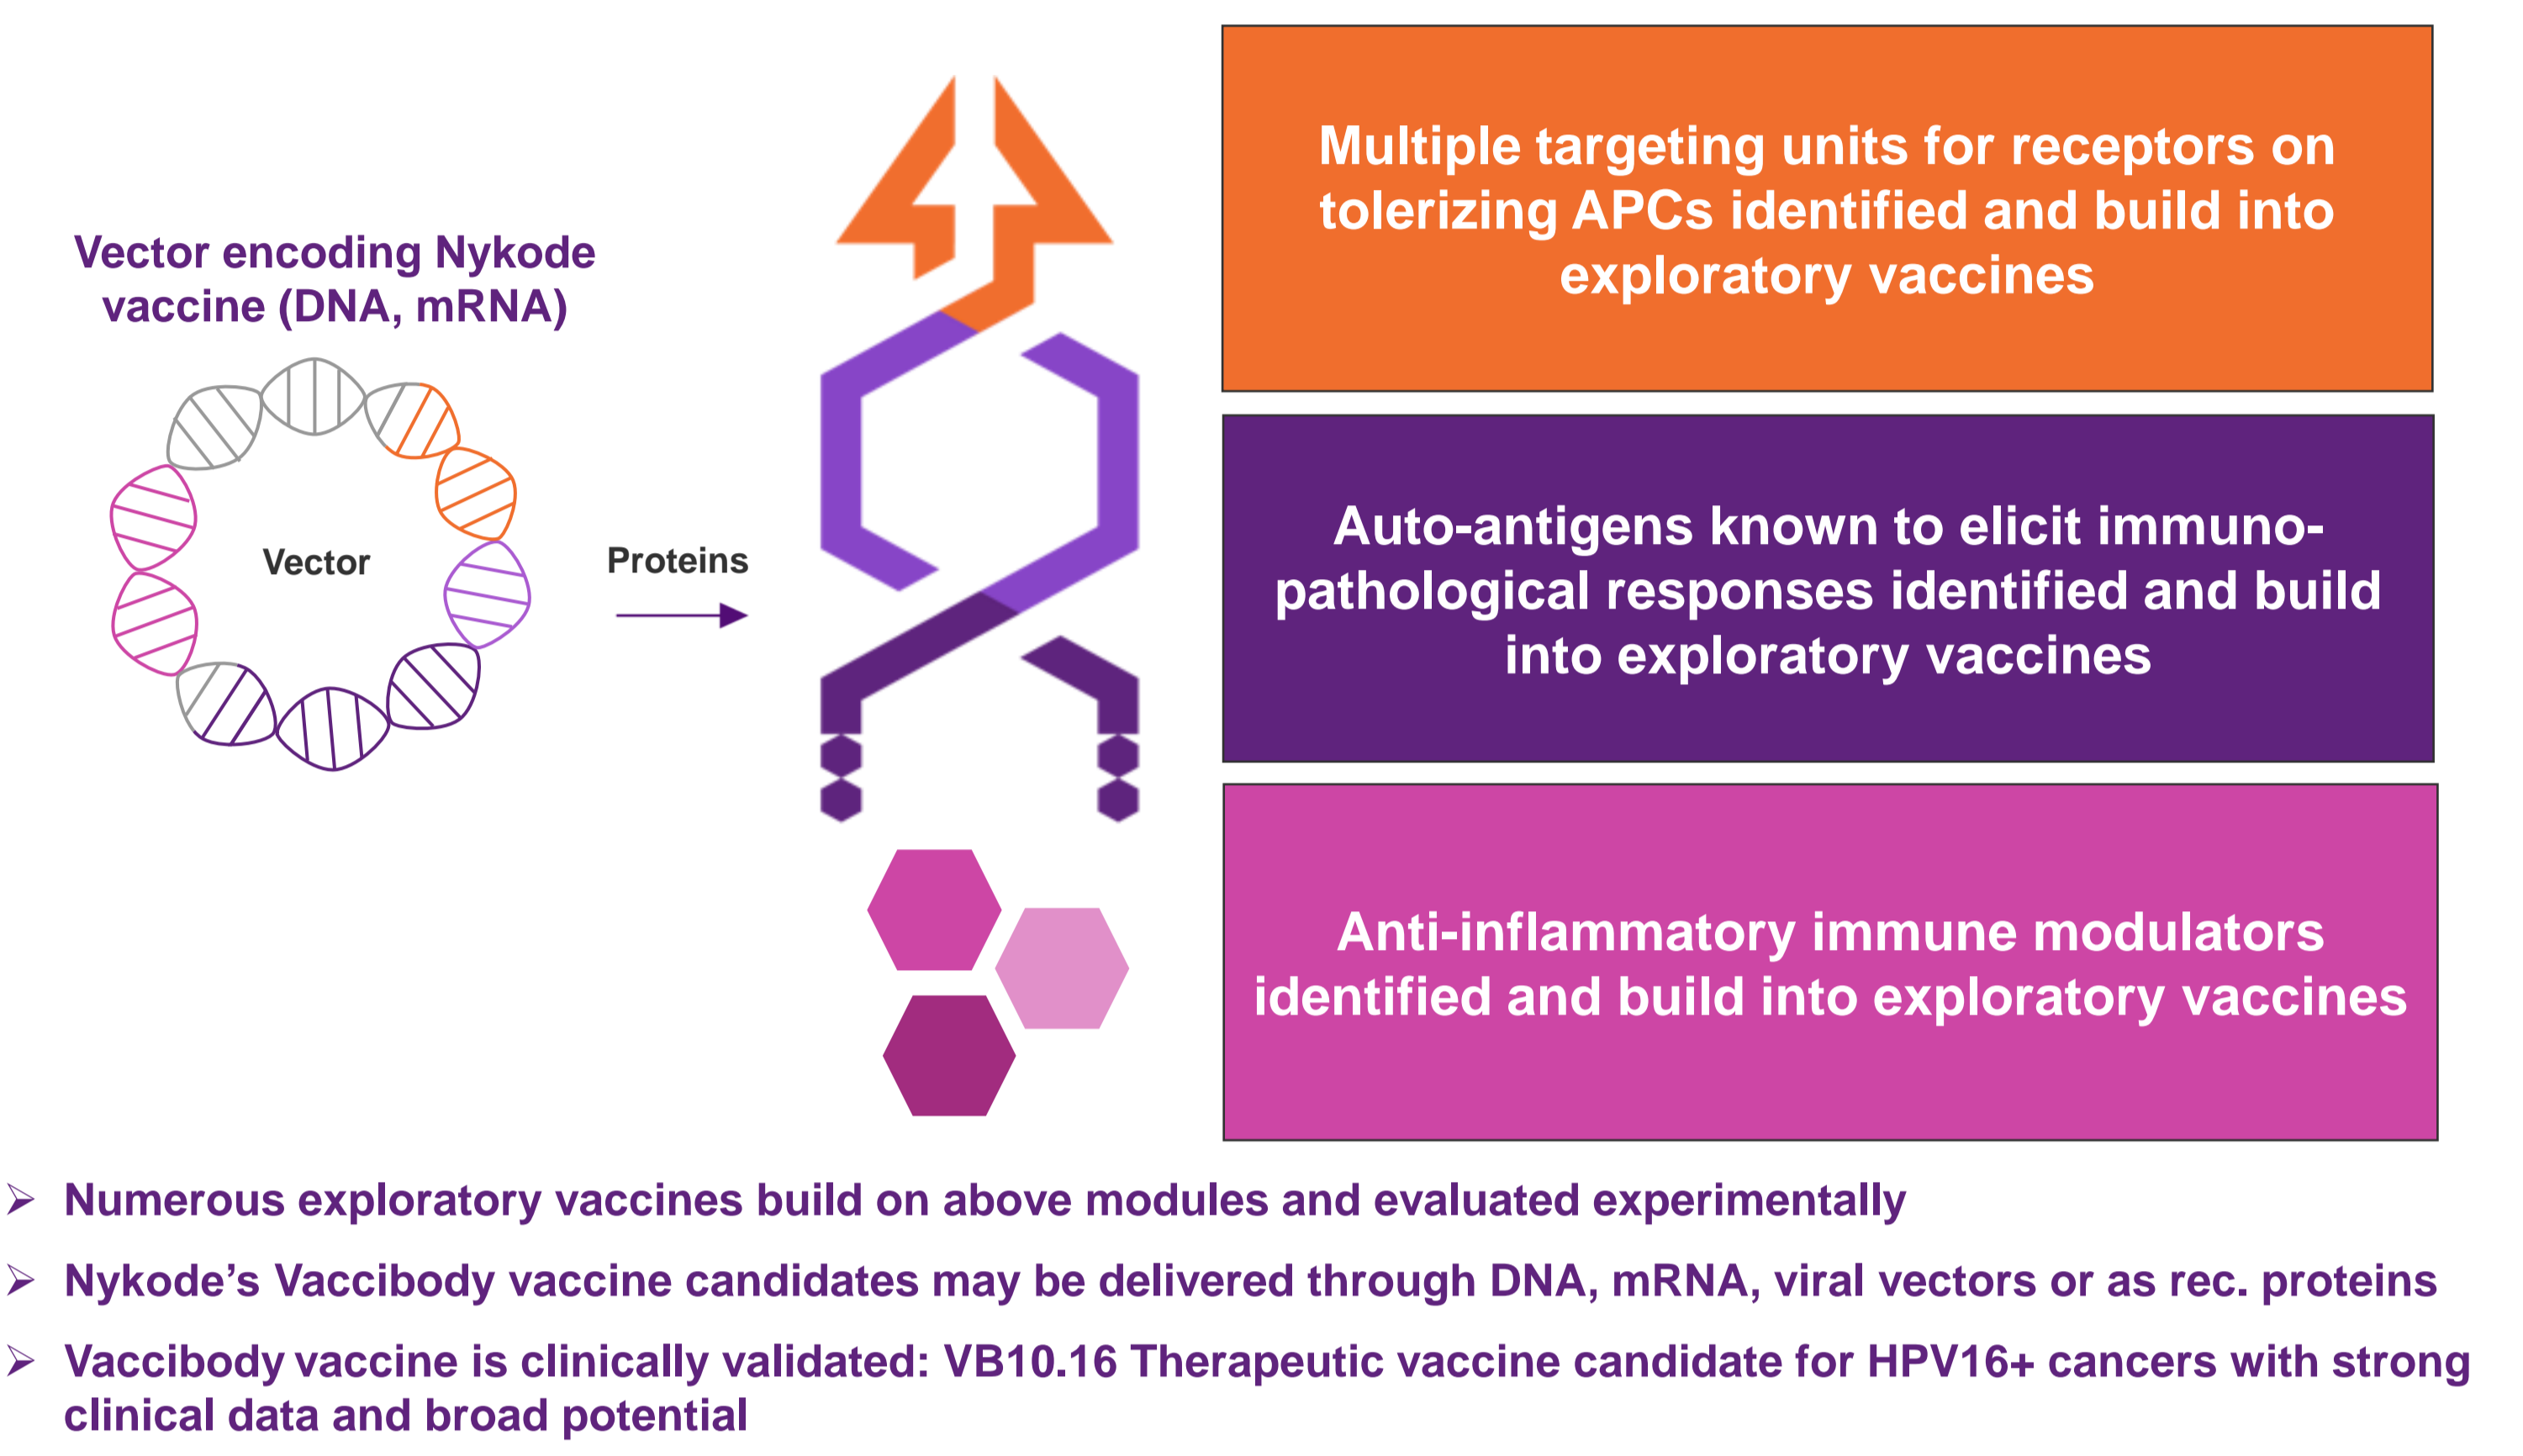 Vector encoding Nykode
vaccine (DNA, mRNA)
Vector
Proteins
Multiple targeting units for receptors on
tolerizing APCs identified and build into
exploratory vaccines
Auto-antigens known to elicit immuno-
pathological responses identified and build
into exploratory vaccines
Anti-inflammatory immune modulators
identified and build into exploratory vaccines
➢ Numerous exploratory vaccines build on above modules and evaluated experimentally
➢ Nykode’s Vaccibody vaccine candidates may be delivered through DNA, mRNA, viral vectors or as rec. proteins
➢ Vaccibody vaccine is clinically validated: VB10.16 Therapeutic vaccine candidate for HPV16+ cancers with strong
clinical data and broad potential